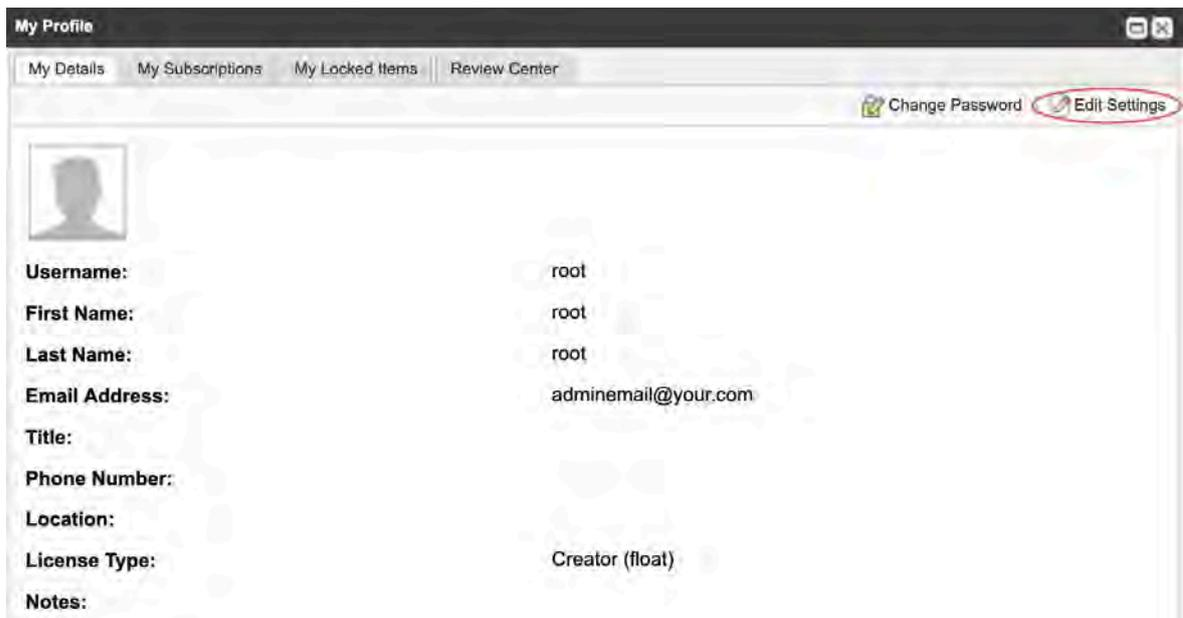 My Profile
My Details My Subscriptions My Locked Items Review Center
Change Password Edit Settings
Username: root
First Name: root
Last Name: root
Email Address: adminemail@your.com
Title:
Phone Number:
Location:
License Type: Creator (float)
Notes: